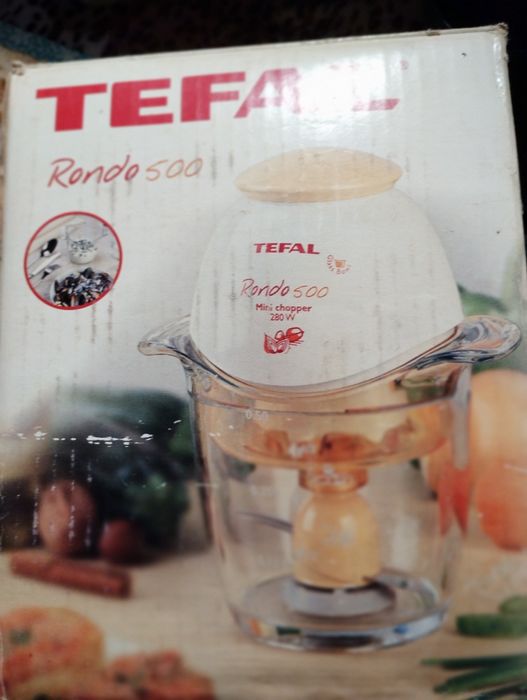 TEFAL
Rondo 500
TEFAL
Rondo 500
Mini chopper
280 W